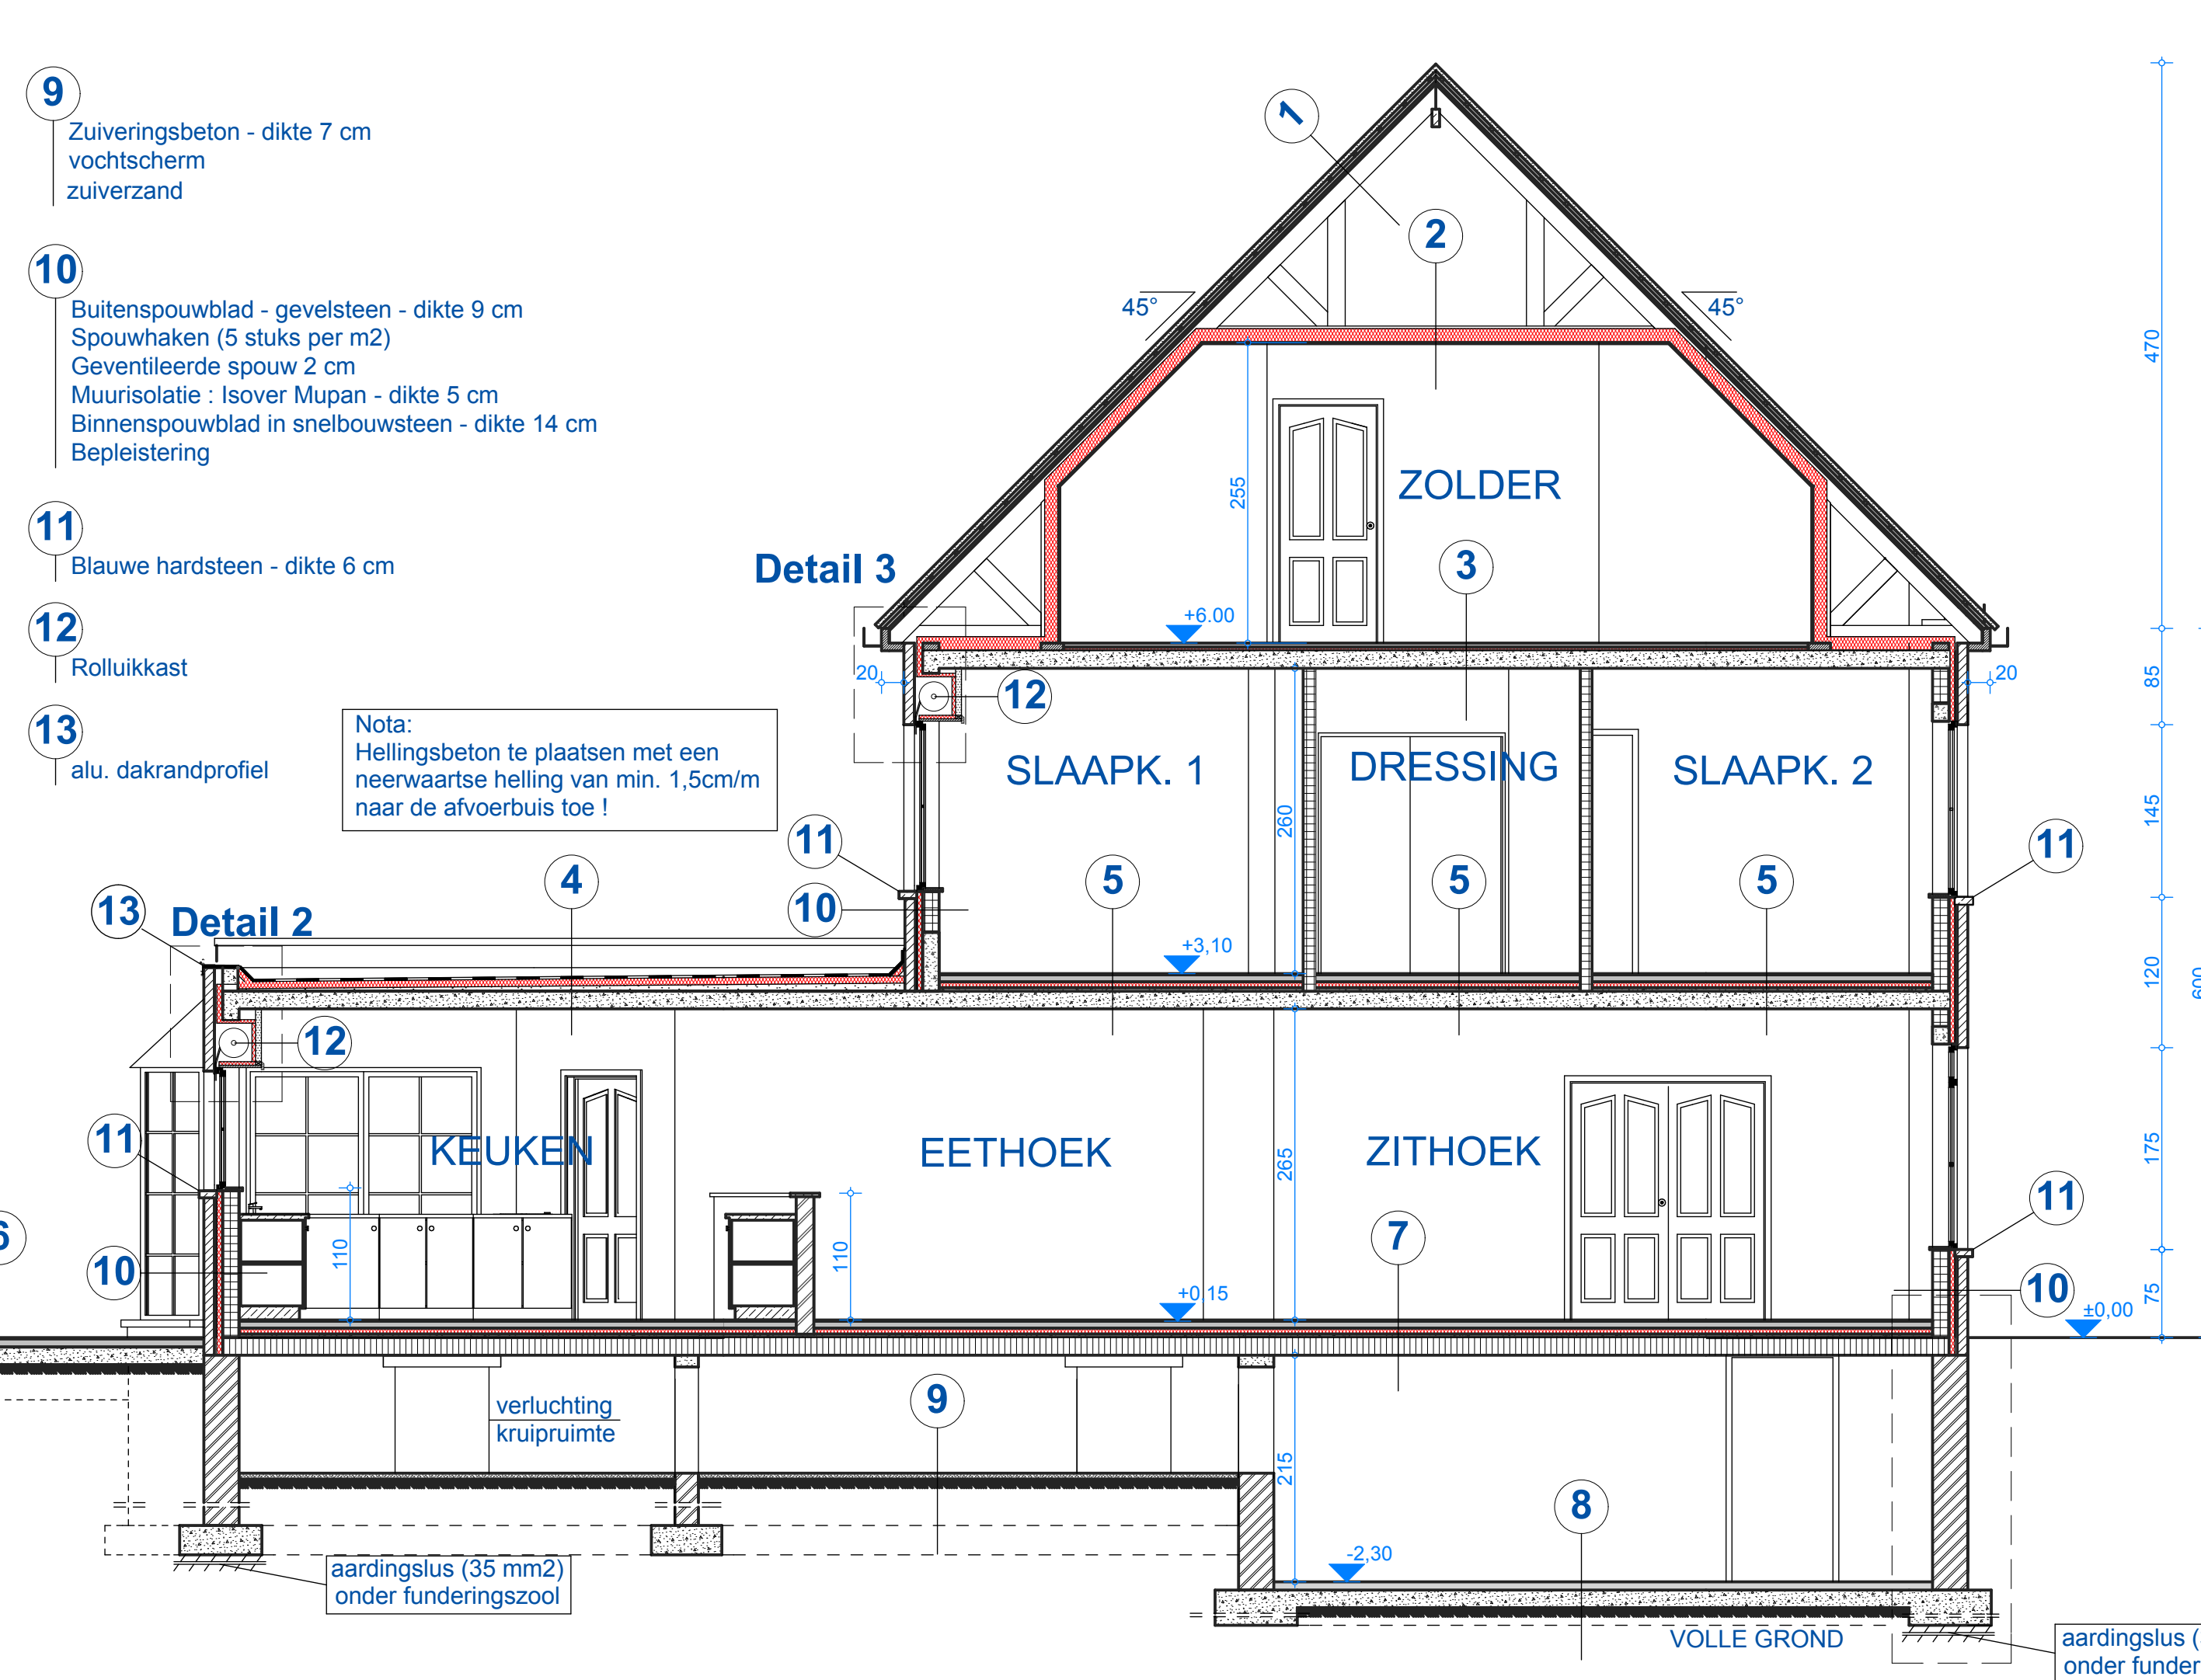 9
Zuiveringsbeton - dikte 7 cm
vochtscherm
zuiverzand
10
Buitenspouwblad - gevelsteen - dikte 9 cm
Spouwhaken (5 stuks per m2)
Geventileerde spouw 2 cm
Muurisolatie : Isover Mupan - dikte 5 cm
Binnenspouwblad in snelbouwsteen - dikte 14 cm
Bepleistering
11
Blauwe hardsteen - dikte 6 cm
12
Rolluikkast
13
alu. dakrandprofiel
Nota:
Hellingsbeton te plaatsen met een
neerwaartse helling van min. 1,5cm/m
naar de afvoerbuis toe !
1
2
45°
45°
470
255
ZOLDER
Detail 3
3
+6.00
20
12
20
85
SLAAPK. 1
DRESSING
SLAAPK. 2
260
145
11
11
4
5
5
5
10
13
Detail 2
+3,10
120
600
12
11
KEUKEN
EETHOEK
ZITHOEK
265
175
11
6
10
110
110
7
+0,15
10
75
±0,00
verluchting
kruipruimte
9
215
8
-2,30
aardingslus (35 mm2)
onder funderingszool
VOLLE GROND
aardingslus (
onder funder